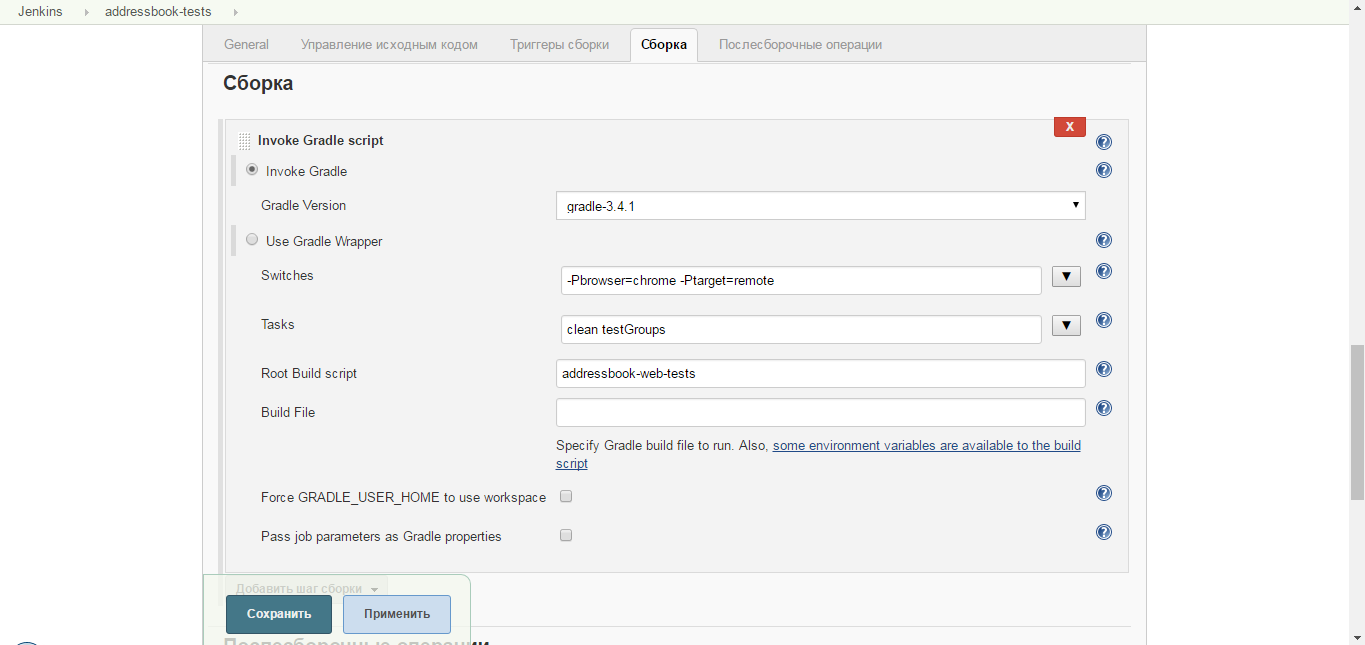 Jenkins addressbook-tests
General Управление исходным кодом Триггеры сборки Сборка Послесборочные операции
Сборка
X
Invoke Gradle script
Invoke Gradle
Gradle Version gradle-3.4.1
Use Gradle Wrapper
Switches -Pbrowser=chrome -Ptarget=remote
Tasks clean testGroups
Root Build script addressbook-web-tests
Build File
Specify Gradle build file to run. Also, some environment variables are available to the build
script
Force GRADLE_USER_HOME to use workspace
Pass job parameters as Gradle properties
Добавить шаг сборки
Сохранить Применить
Послесборочные операции